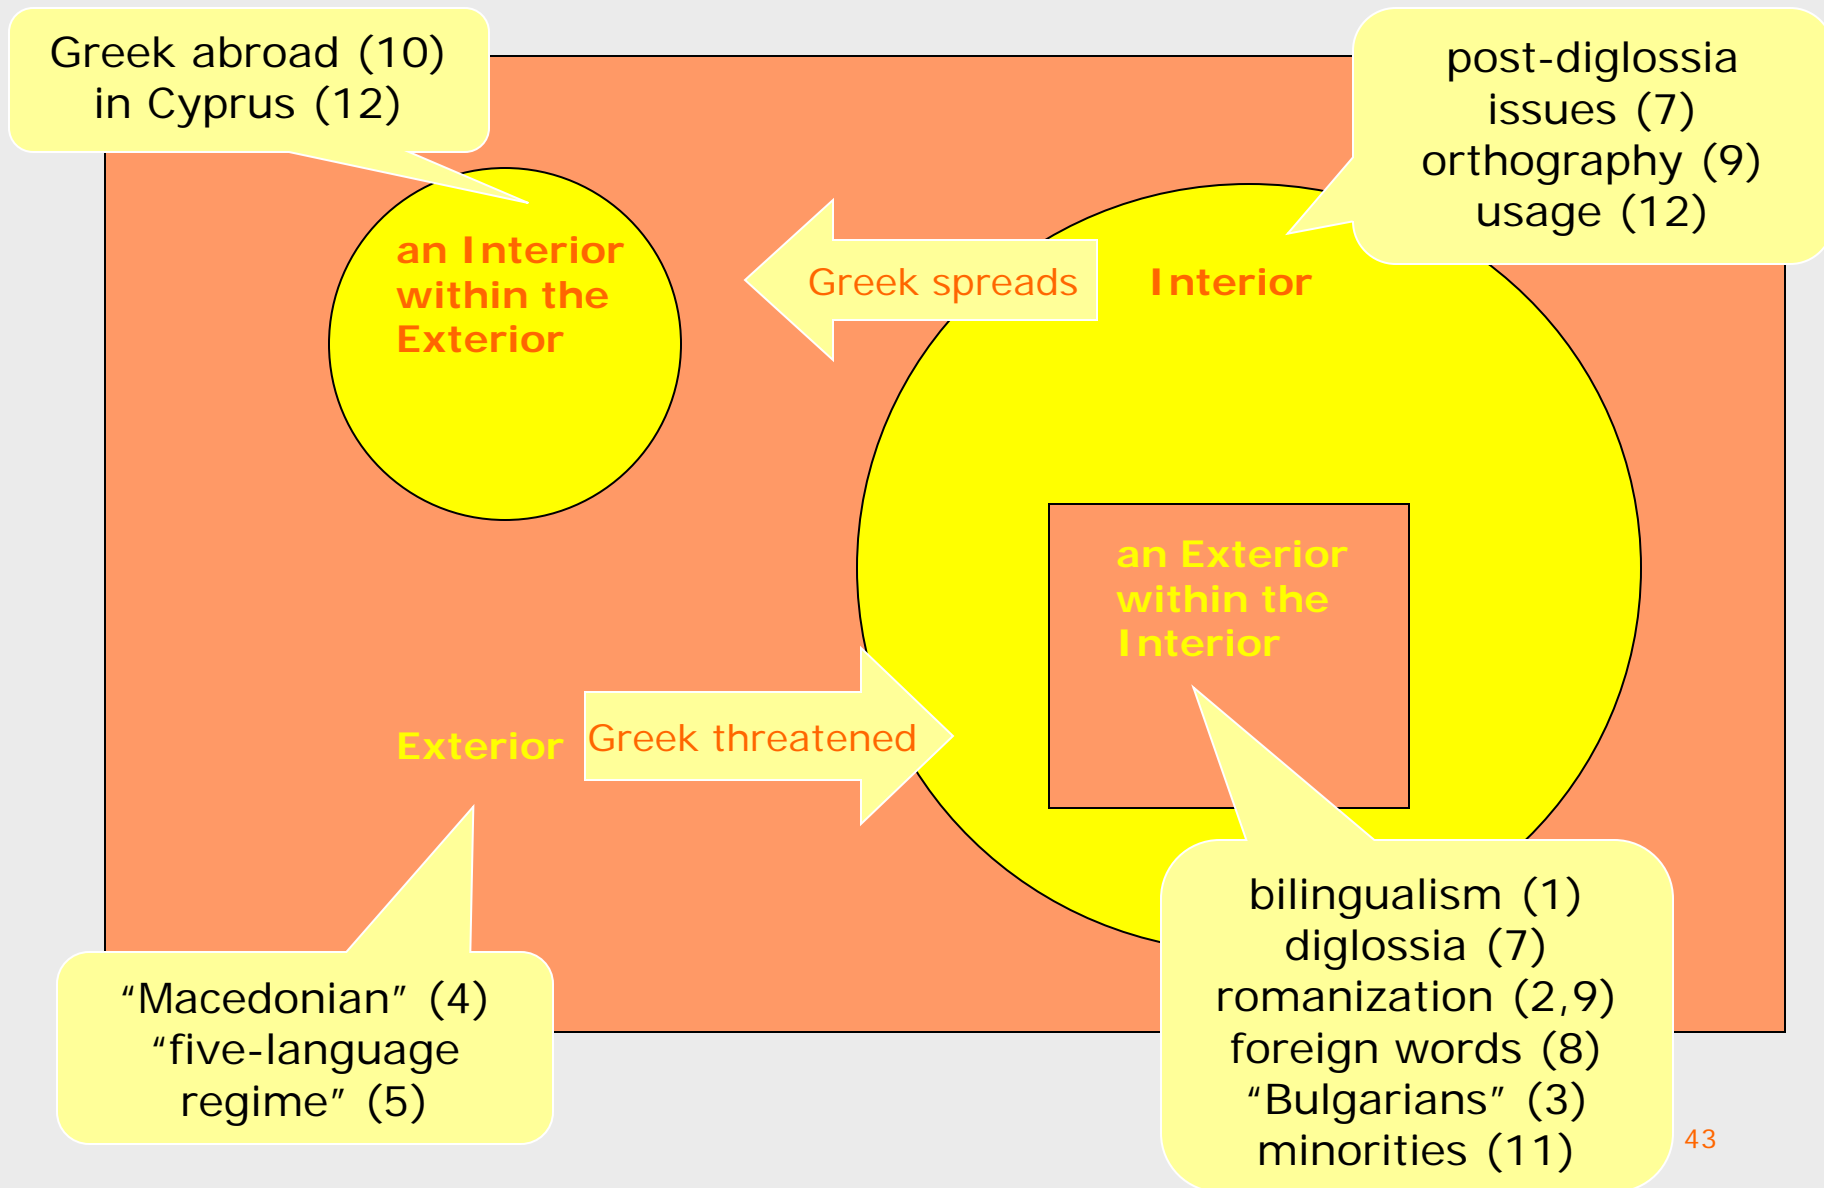 Greek abroad (10)
in Cyprus (12)
post-diglossia
issues (7)
orthography (9)
usage (12)
an Interior
within the
Exterior
Greek spreads
Interior
an Exterior
within the
Interior
Exterior
Greek threatened
“Macedonian” (4)
“five-language
regime” (5)
bilingualism (1)
diglossia (7)
romanization (2,9)
foreign words (8)
“Bulgarians” (3)
minorities (11)
43